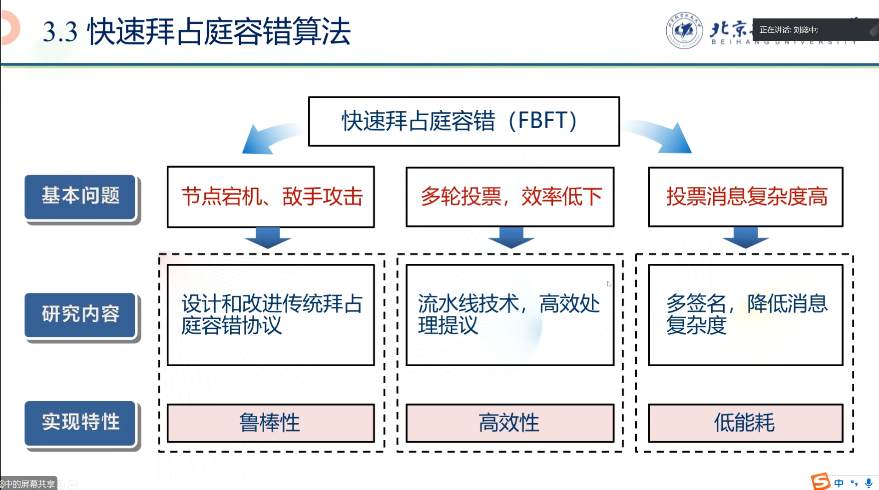 3.3 快速拜占庭容错算法
北京
BEIHANG UNIVERSITY
正在讲话:
快速拜占庭容错（FBFT）
基本问题
节点宕机、敌手攻击
多轮投票，效率低下
投票消息复杂度高
研究内容
设计和改进传统拜占
庭容错协议
流水线技术，高效处
理提议
多签名，降低消息
复杂度
实现特性
鲁棒性
高效性
低能耗
中的屏幕共享
中